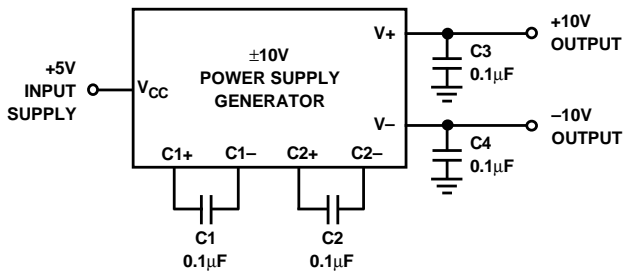 +5V
INPUT
SUPPLY
V_CC
±10V
POWER SUPPLY
GENERATOR
V+
V–
C1+ C1– C2+ C2–
C1
0.1μF
C2
0.1μF
C3
0.1μF
+10V
OUTPUT
C4
0.1μF
–10V
OUTPUT